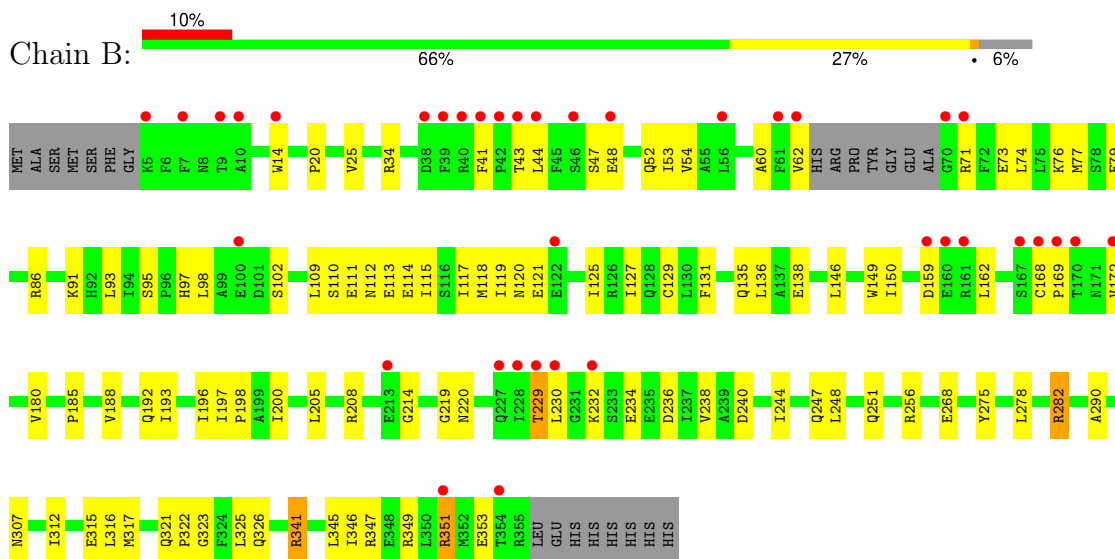 10%
Chain B:
66% 27% • 6%
MET ALA SER MET SER PHE GLY K5 F6 F7 N8 T9 A10 W14 P20 V25 R34 D38 F39 R40 F41 P42 T43 L44 F45 S46 S47 E48 Q52 I53 V54 A55 L56 A60 F61 V62 HIS ARG PRO TYR GLY GLU ALA G70 R71 F72 E73 L74 L75 K76 M77 S78
R86 K91 H92 L93 I94 S95 P96 H97 L98 A99 E100 D101 S102 L109 S110 E111 N112 E113 E114 I115 S116 I117 M118 N119 N120 E121 E122 I125 R126 I127 Q128 C129 L130 F131 Q135 L136 A137 E138 L146 W149 I150 D159 E160 R161 L162 S167 C168 P169 T170 N171
V180 P185 V188 Q192 I193 I196 I197 P198 A199 I200 L205 R208 E213 G214 G219 N220 Q227 I228 T229 L230 G231 K232 S233 E234 E235 D236 I237 V238 A239 D240 I244 Q247 L248 Q251 R256 E268 Y275 L278 R282 A290
N307 I312 E315 L316 M317 Q321 P322 G323 F324 L325 Q326 R341 L345 I346 R347 E348 R349 L350 R351 M352 E353 T354 R355 LEU GLU HIS HIS HIS HIS HIS HIS